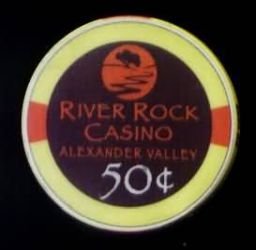 RIVER ROCK
CASINO
ALEXANDER VALLEY
50¢